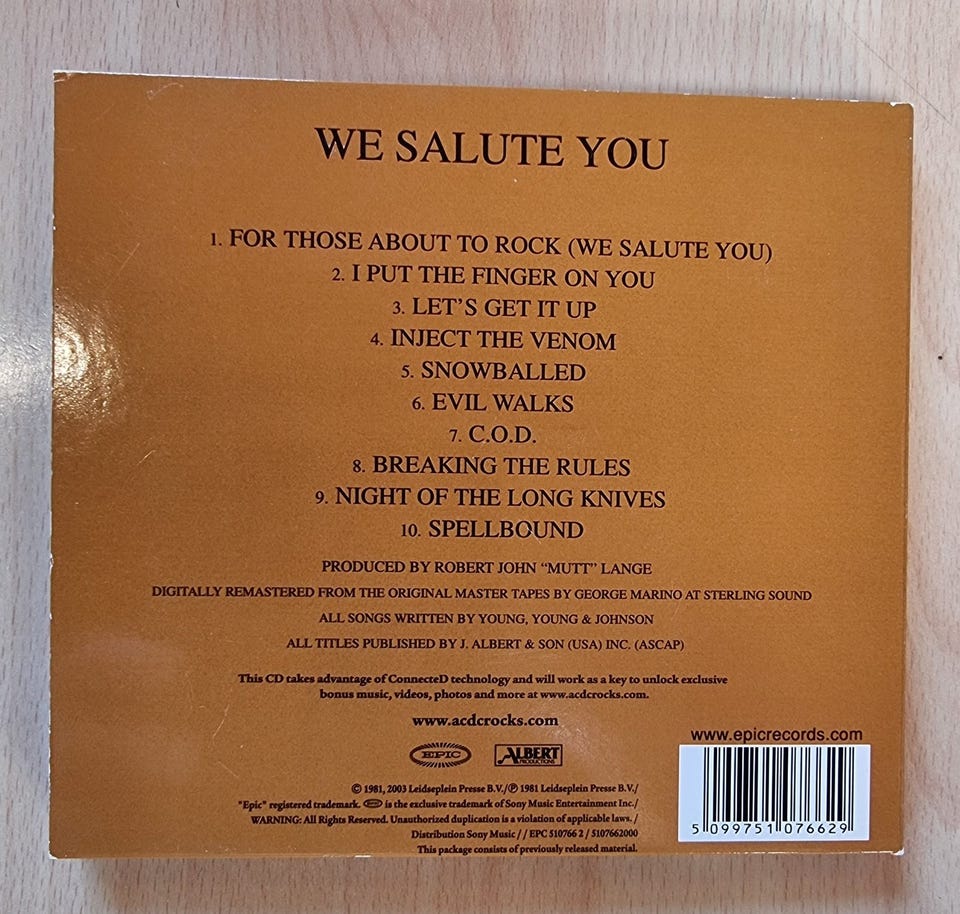 WE SALUTE YOU
1. FOR THOSE ABOUT TO ROCK (WE SALUTE YOU)
2. I PUT THE FINGER ON YOU
3. LET'S GET IT UP
4. INJECT THE VENOM
5. SNOWBALLED
6. EVIL WALKS
7. C.O.D.
8. BREAKING THE RULES
9. NIGHT OF THE LONG KNIVES
10. SPELLBOUND
PRODUCED BY ROBERT JOHN “MUTT” LANGE
DIGITALLY REMASTERED FROM THE ORIGINAL MASTER TAPES BY GEORGE MARINO AT STERLING SOUND
ALL SONGS WRITTEN BY YOUNG, YOUNG & JOHNSON
ALL TITLES PUBLISHED BY J. ALBERT & SON (USA) INC. (ASCAP)
This CD takes advantage of ConnecteD technology and will work as a key to unlock exclusive
bonus music, videos, photos and more at www.acdcrocks.com.
www.acdcrocks.com
EPIC
ALBERT
PRODUCTIONS
www.epicrecords.com
© 1981, 2003 Leidseplein Presse B.V./℗ 1981 Leidseplein Presse B.V./
"Epic" registered trademark. EPIC is the exclusive trademark of Sony Music Entertainment Inc./
WARNING: All Rights Reserved. Unauthorized duplication is a violation of applicable laws. /
Distribution Sony Music / / EPC 510766 2 / 5107662000
This package consists of previously released material.
5 099751 076629